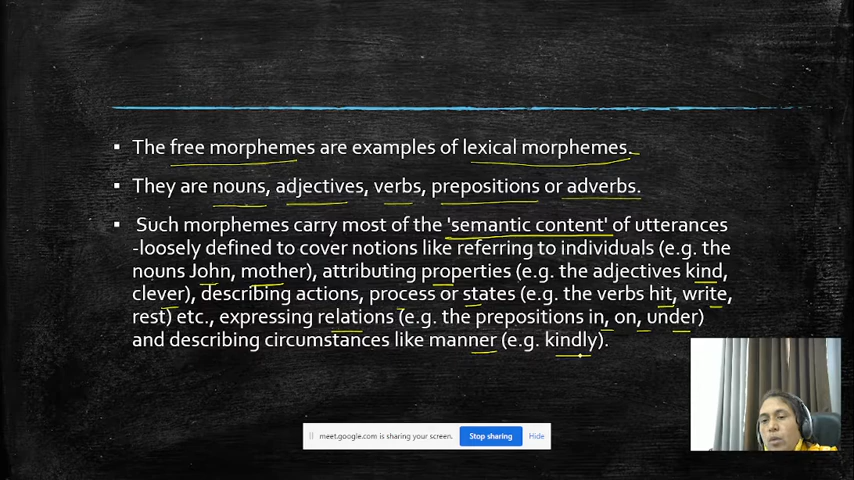 The free morphemes are examples of lexical morphemes.
They are nouns, adjectives, verbs, prepositions or adverbs.
Such morphemes carry most of the 'semantic content' of utterances
-loosely defined to cover notions like referring to individuals (e.g. the
nouns John, mother), attributing properties (e.g. the adjectives kind,
clever), describing actions, process or states (e.g. the verbs hit, write,
rest) etc., expressing relations (e.g. the prepositions in, on, under)
and describing circumstances like manner (e.g. kindly).
meet.google.com is sharing your screen. Stop sharing Hide